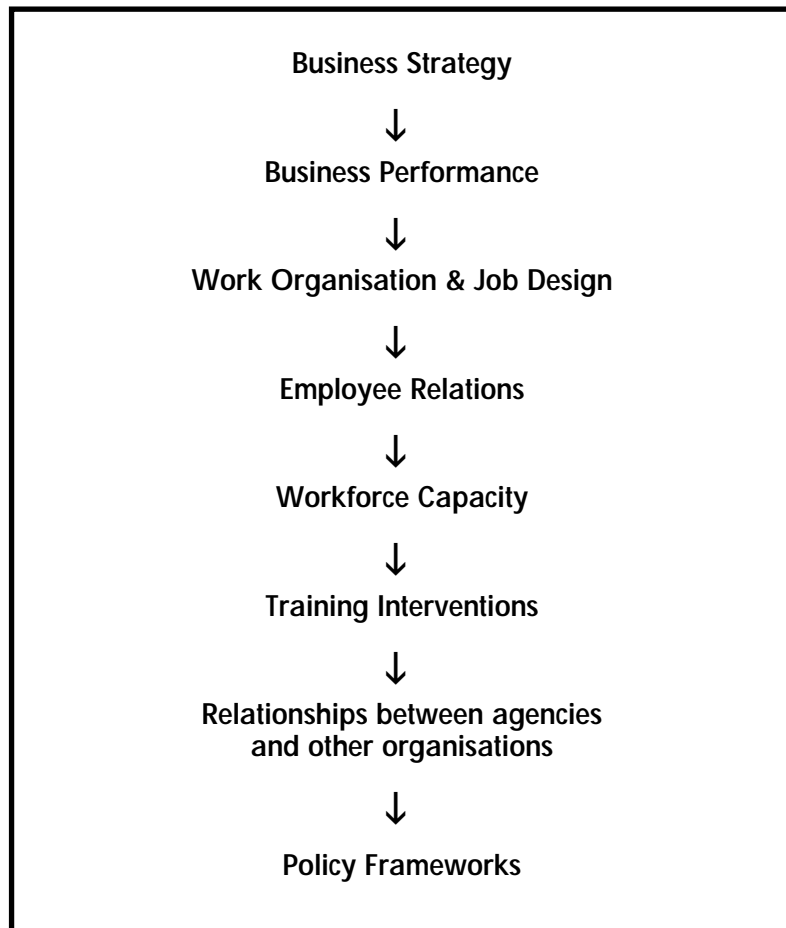 Business Strategy
↓
Business Performance
↓
Work Organisation & Job Design
↓
Employee Relations
↓
Workforce Capacity
↓
Training Interventions
↓
Relationships between agencies
and other organisations
↓
Policy Frameworks